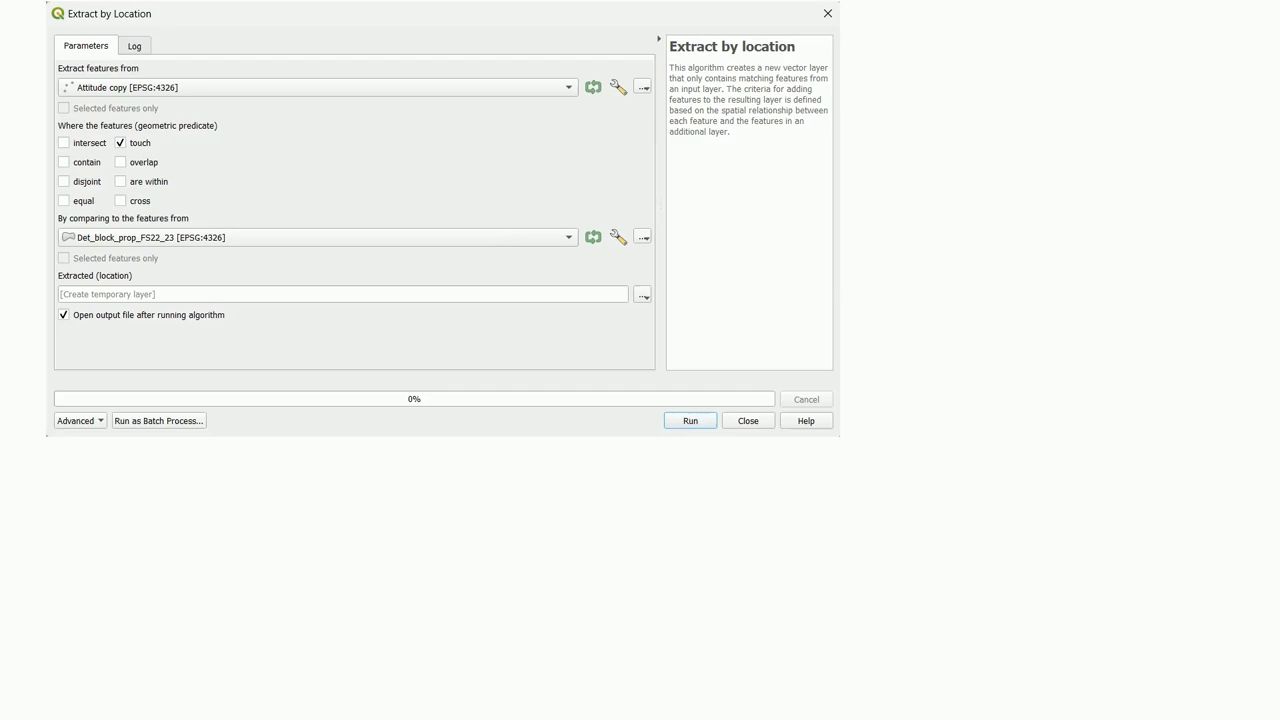 Extract by Location
Parameters
Log
Extract features from
Attitude copy [EPSG:4326]
Selected features only
Where the features (geometric predicate)
intersect touch
contain overlap
disjoint are within
equal cross
By comparing to the features from
Det_block_prop_FS22_23 [EPSG:4326]
Selected features only
Extracted (location)
[Create temporary layer]
Open output file after running algorithm
Extract by location
This algorithm creates a new vector layer
that only contains matching features from
an input layer. The criteria for adding
features to the resulting layer is defined
based on the spatial relationship between
each feature and the features in an
additional layer.
0%
Cancel
Advanced
Run as Batch Process...
Run
Close
Help